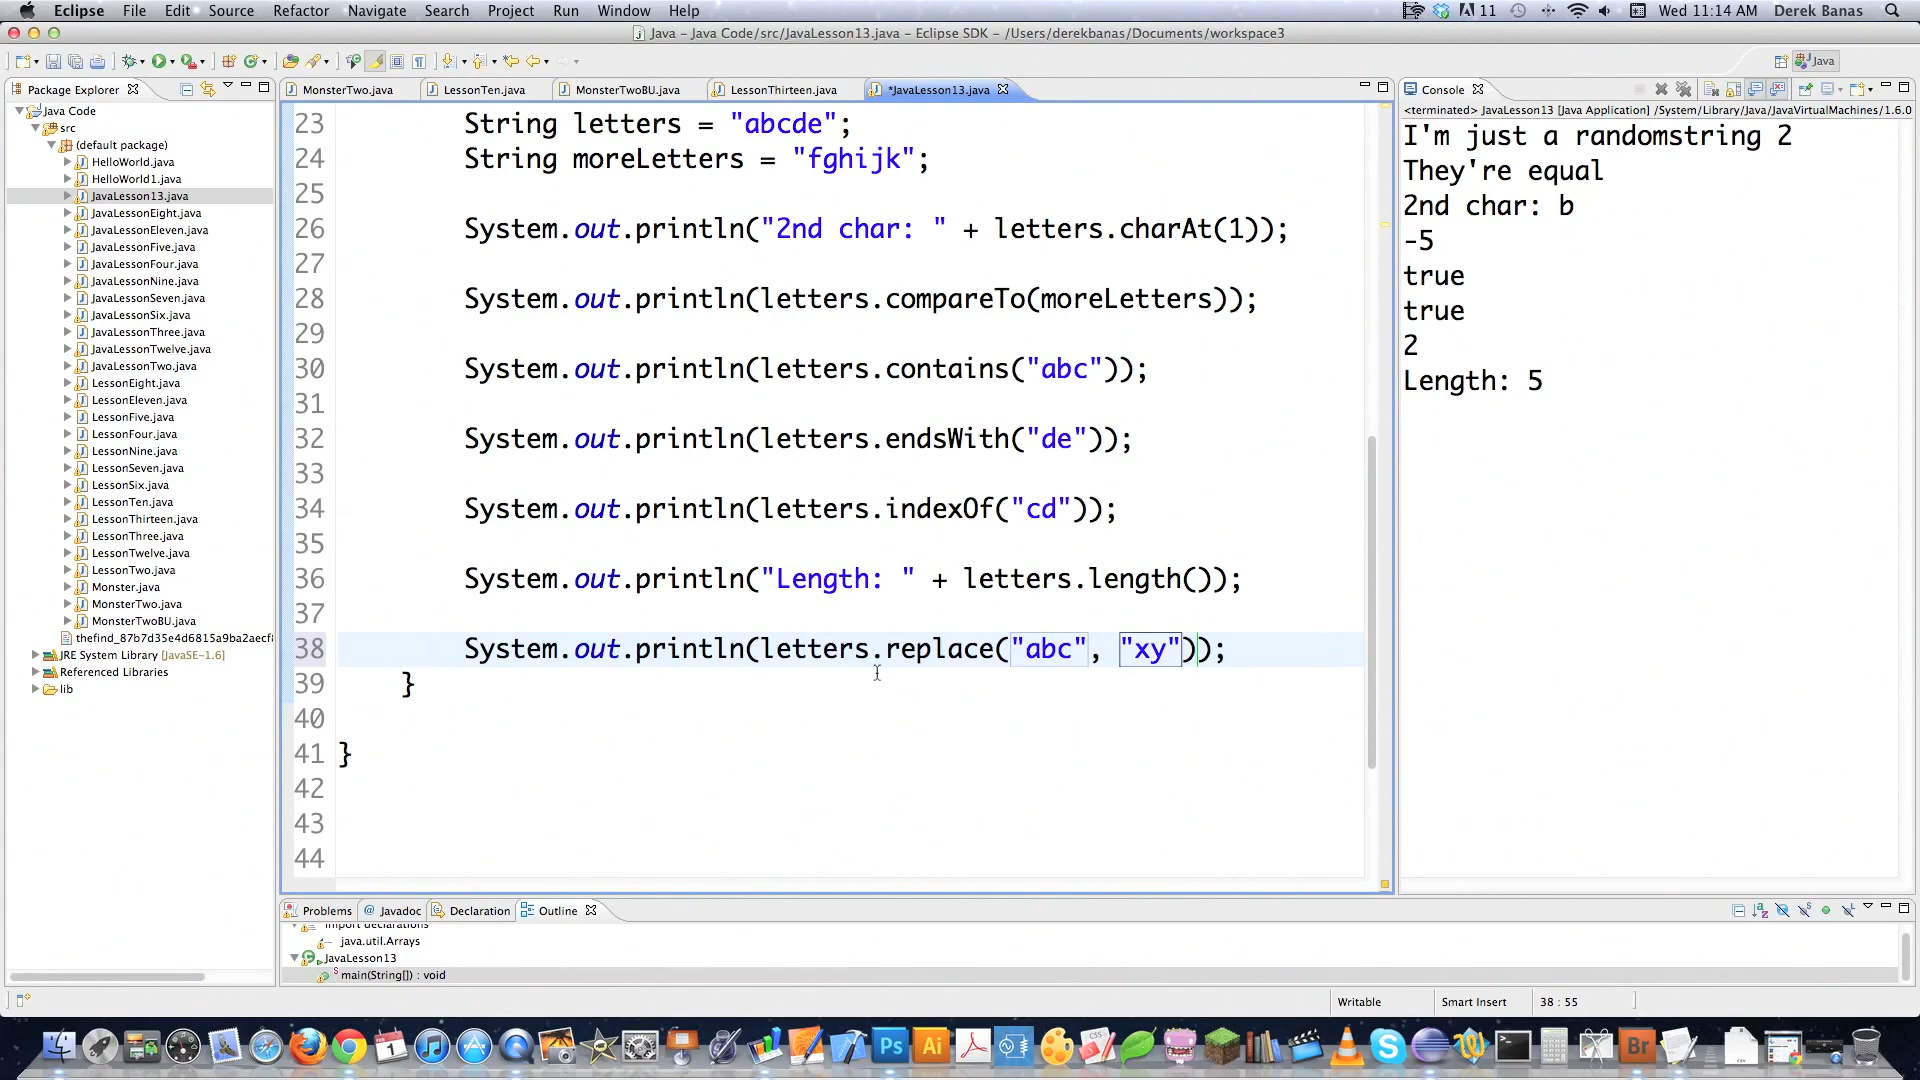 Eclipse File Edit Source Refactor Navigate Search Project Run Window Help
11 Wed 11:14 AM Derek Banas
Java – Java Code/src/JavaLesson13.java – Eclipse SDK – /Users/derekbanas/Documents/workspace3
Java
Package Explorer
Java Code
src
(default package)
HelloWorld.java
HelloWorld1.java
JavaLesson13.java
JavaLessonEight.java
JavaLessonEleven.java
JavaLessonFive.java
JavaLessonFour.java
JavaLessonNine.java
JavaLessonSeven.java
JavaLessonSix.java
JavaLessonThree.java
JavaLessonTwelve.java
JavaLessonTwo.java
LessonEight.java
LessonEleven.java
LessonFive.java
LessonFour.java
LessonNine.java
LessonSeven.java
LessonSix.java
LessonTen.java
LessonThirteen.java
LessonThree.java
LessonTwelve.java
LessonTwo.java
Monster.java
MonsterTwo.java
MonsterTwoBU.java
thefind_87b7d35e4d6815a9ba2aecf8
JRE System Library [JavaSE-1.6]
Referenced Libraries
lib
MonsterTwo.java LessonTen.java MonsterTwoBU.java LessonThirteen.java *JavaLesson13.java
23 String letters = "abcde";
24 String moreLetters = "fghijk";
25
26 System.out.println("2nd char: " + letters.charAt(1));
27
28 System.out.println(letters.compareTo(moreLetters));
29
30 System.out.println(letters.contains("abc"));
31
32 System.out.println(letters.endsWith("de"));
33
34 System.out.println(letters.indexOf("cd"));
35
36 System.out.println("Length: " + letters.length());
37
38 System.out.println(letters.replace("abc", "xy"));
39 }
40
41 }
42
43
44
Console
<terminated> JavaLesson13 [Java Application] /System/Library/Java/JavaVirtualMachines/1.6.0
I'm just a randomstring 2
They're equal
2nd char: b
-5
true
true
2
Length: 5
Problems @ Javadoc Declaration Outline
import declarations
java.util.Arrays
JavaLesson13
main(String[]) : void
Writable Smart Insert 38 : 55
Ps Ai Br